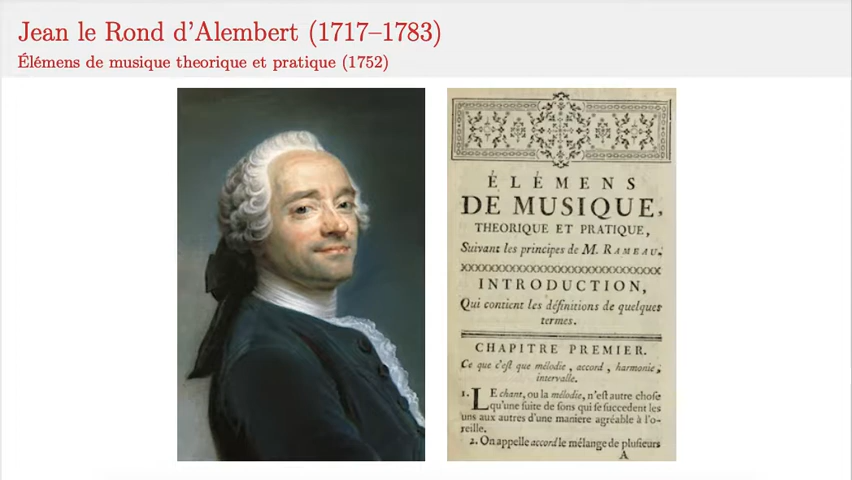 Jean le Rond d'Alembert (1717–1783)
Élémens de musique theorique et pratique (1752)
ÉLÉMENS
DE MUSIQUE,
THEORIQUE ET PRATIQUE,
Suivant les principes de M. RAMEAU.
INTRODUCTION,
Qui contient les définitions de quelques
termes.
CHAPITRE PREMIER.
Ce que c'est que mélodie, accord, harmonie,
intervalle.
1. LE chant, ou la mélodie, n'est autre chose
qu'une suite de sons qui se succedent les
uns aux autres d'une maniere agréable à l'o-
reille.
2. On appelle accord le mélange de plusieurs
A